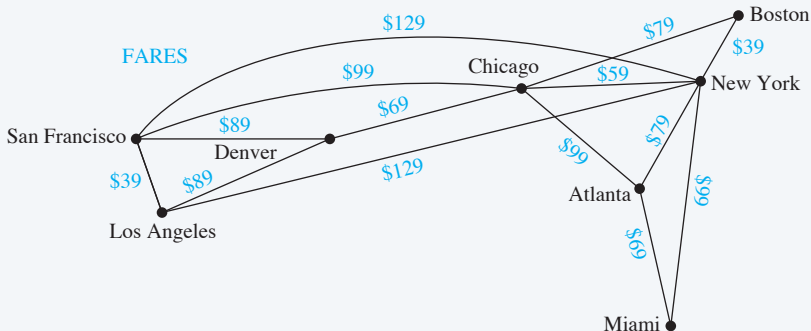 Boston
$129
$79
$39
FARES
Chicago
$99
$59
New York
$69
San Francisco
$89
Denver
$79
$99
$129
$39
$89
Atlanta
$99
Los Angeles
$69
Miami